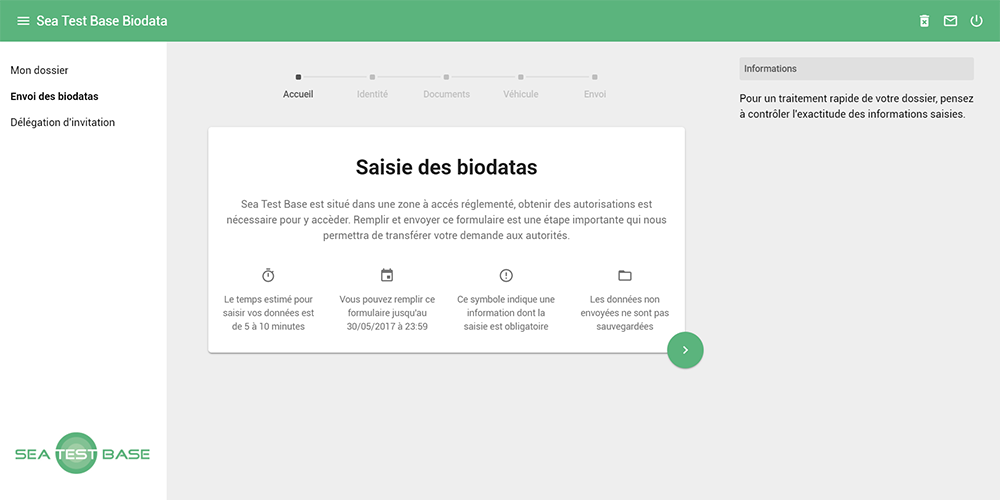 Sea Test Base Biodata
Mon dossier
Envoi des biodatas
Délégation d'invitation
SEA TEST BASE
Accueil
Identité
Documents
Véhicule
Envoi
Saisie des biodatas
Sea Test Base est situé dans une zone à accés réglementé, obtenir des autorisations est
nécessaire pour y accèder. Remplir et envoyer ce formulaire est une étape importante qui nous
permettra de transférer votre demande aux autorités.
Le temps estimé pour
saisir vos données est
de 5 à 10 minutes
Vous pouvez remplir ce
formulaire jusqu'au
30/05/2017 à 23:59
Ce symbole indique une
information dont la
saisie est obligatoire
Les données non
envoyées ne sont pas
sauvegardées
Informations
Pour un traitement rapide de votre dossier, pensez
à contrôler l'exactitude des informations saisies.